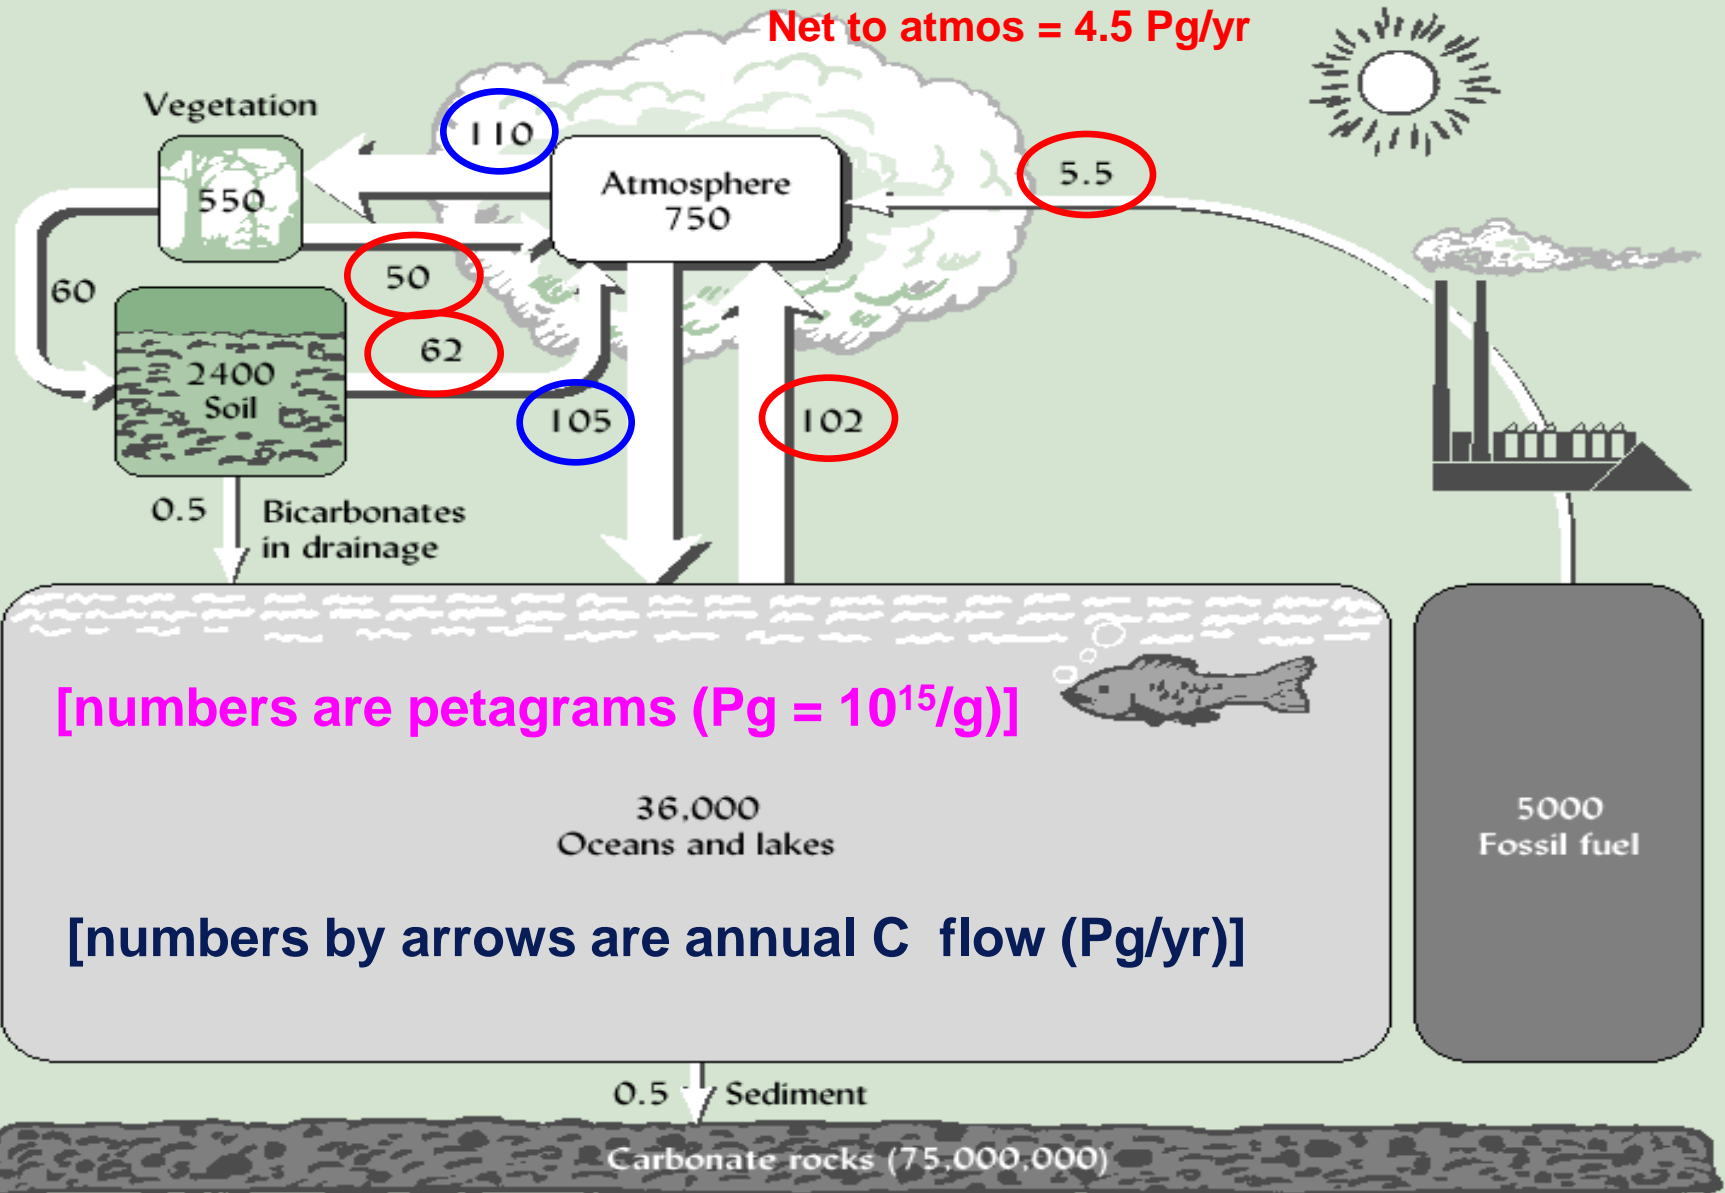 Net to atmos = 4.5 Pg/yr
Vegetation
110
550
Atmosphere
750
5.5
60
50
62
2400
Soil
105
102
0.5
Bicarbonates
in drainage
[numbers are petagrams (Pg = 10¹⁵/g)]
36,000
Oceans and lakes
5000
Fossil fuel
[numbers by arrows are annual C  flow (Pg/yr)]
0.5
Sediment
Carbonate rocks (75,000,000)